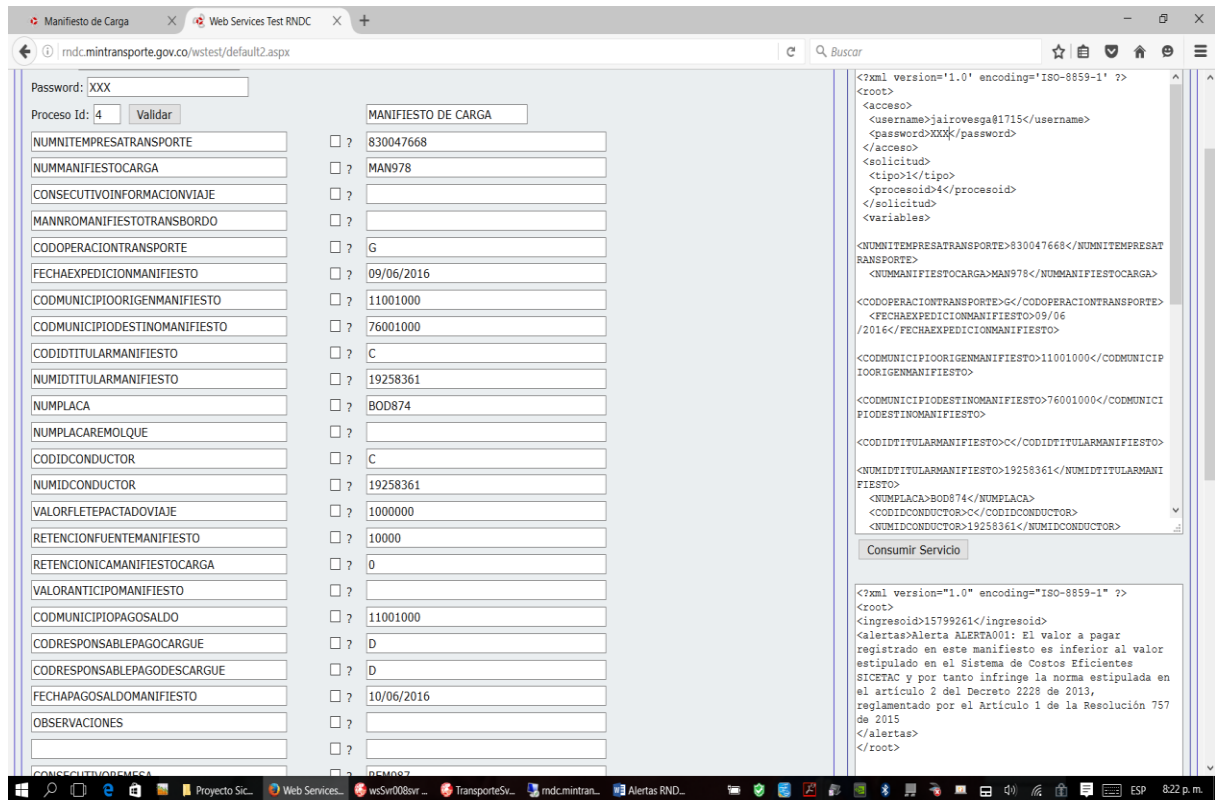 Manifiesto de Carga
Web Services Test RNDC
rndc.mintransporte.gov.co/wstest/default2.aspx
Buscar
Password: XXX
Proceso Id: 4 Validar MANIFIESTO DE CARGA
NUMNITEMPRESATRANSPORTE ? 830047668
NUMMANIFIESTOCARGA ? MAN978
CONSECUTIVOINFORMACIONVIAJE ?
MANNROMANIFIESTOTRANSBORDO ?
CODOPERACIONTRANSPORTE ? G
FECHAEXPEDICIONMANIFIESTO ? 09/06/2016
CODMUNICIPIOORIGENMANIFIESTO ? 11001000
CODMUNICIPIODESTINOMANIFIESTO ? 76001000
CODIDTITULARMANIFIESTO ? C
NUMIDTITULARMANIFIESTO ? 19258361
NUMPLACA ? BOD874
NUMPLACAREMOLQUE ?
CODIDCONDUCTOR ? C
NUMIDCONDUCTOR ? 19258361
VALORFLETEPACTADOVIAJE ? 1000000
RETENCIONFUENTEMANIFIESTO ? 10000
RETENCIONICAMANIFIESTOCARGA ? 0
VALORANTICIPOMANIFIESTO ?
CODMUNICIPIOPAGOSALDO ? 11001000
CODRESPONSABLEPAGOCARGUE ? D
CODRESPONSABLEPAGODESCARGUE ? D
FECHAPAGOSALDOMANIFIESTO ? 10/06/2016
OBSERVACIONES ?
?
CONSECUTIVOREMESA ? REM987
<?xml version='1.0' encoding='ISO-8859-1' ?>
<root>
<acceso>
<username>jairovesga@1715</username>
<password>XXX</password>
</acceso>
<solicitud>
<tipo>1</tipo>
<procesoid>4</procesoid>
</solicitud>
<variables>
<NUMNITEMPRESATRANSPORTE>830047668</NUMNITEMPRESAT
RANSPORTE>
<NUMMANIFIESTOCARGA>MAN978</NUMMANIFIESTOCARGA>
<CODOPERACIONTRANSPORTE>G</CODOPERACIONTRANSPORTE>
<FECHAEXPEDICIONMANIFIESTO>09/06
/2016</FECHAEXPEDICIONMANIFIESTO>
<CODMUNICIPIOORIGENMANIFIESTO>11001000</CODMUNICIP
IOORIGENMANIFIESTO>
<CODMUNICIPIODESTINOMANIFIESTO>76001000</CODMUNICI
PIODESTINOMANIFIESTO>
<CODIDTITULARMANIFIESTO>C</CODIDTITULARMANIFIESTO>
<NUMIDTITULARMANIFIESTO>19258361</NUMIDTITULARMANI
FIESTO>
<NUMPLACA>BOD874</NUMPLACA>
<CODIDCONDUCTOR>C</CODIDCONDUCTOR>
<NUMIDCONDUCTOR>19258361</NUMIDCONDUCTOR>
Consumir Servicio
<?xml version="1.0" encoding="ISO-8859-1" ?>
<root>
<ingresoid>15799261</ingresoid>
<alertas>Alerta ALERTA001: El valor a pagar
registrado en este manifiesto es inferior al valor
estipulado en el Sistema de Costos Eficientes
SICETAC y por tanto infringe la norma estipulada en
el artículo 2 del Decreto 2228 de 2013,
reglamentado por el Artículo 1 de la Resolución 757
de 2015
</alertas>
</root>
Proyecto Sic... Web Services... wsSvr008svr ... TransporteSv... rndc.mintran... Alertas RND... ESP 8:22 p. m.